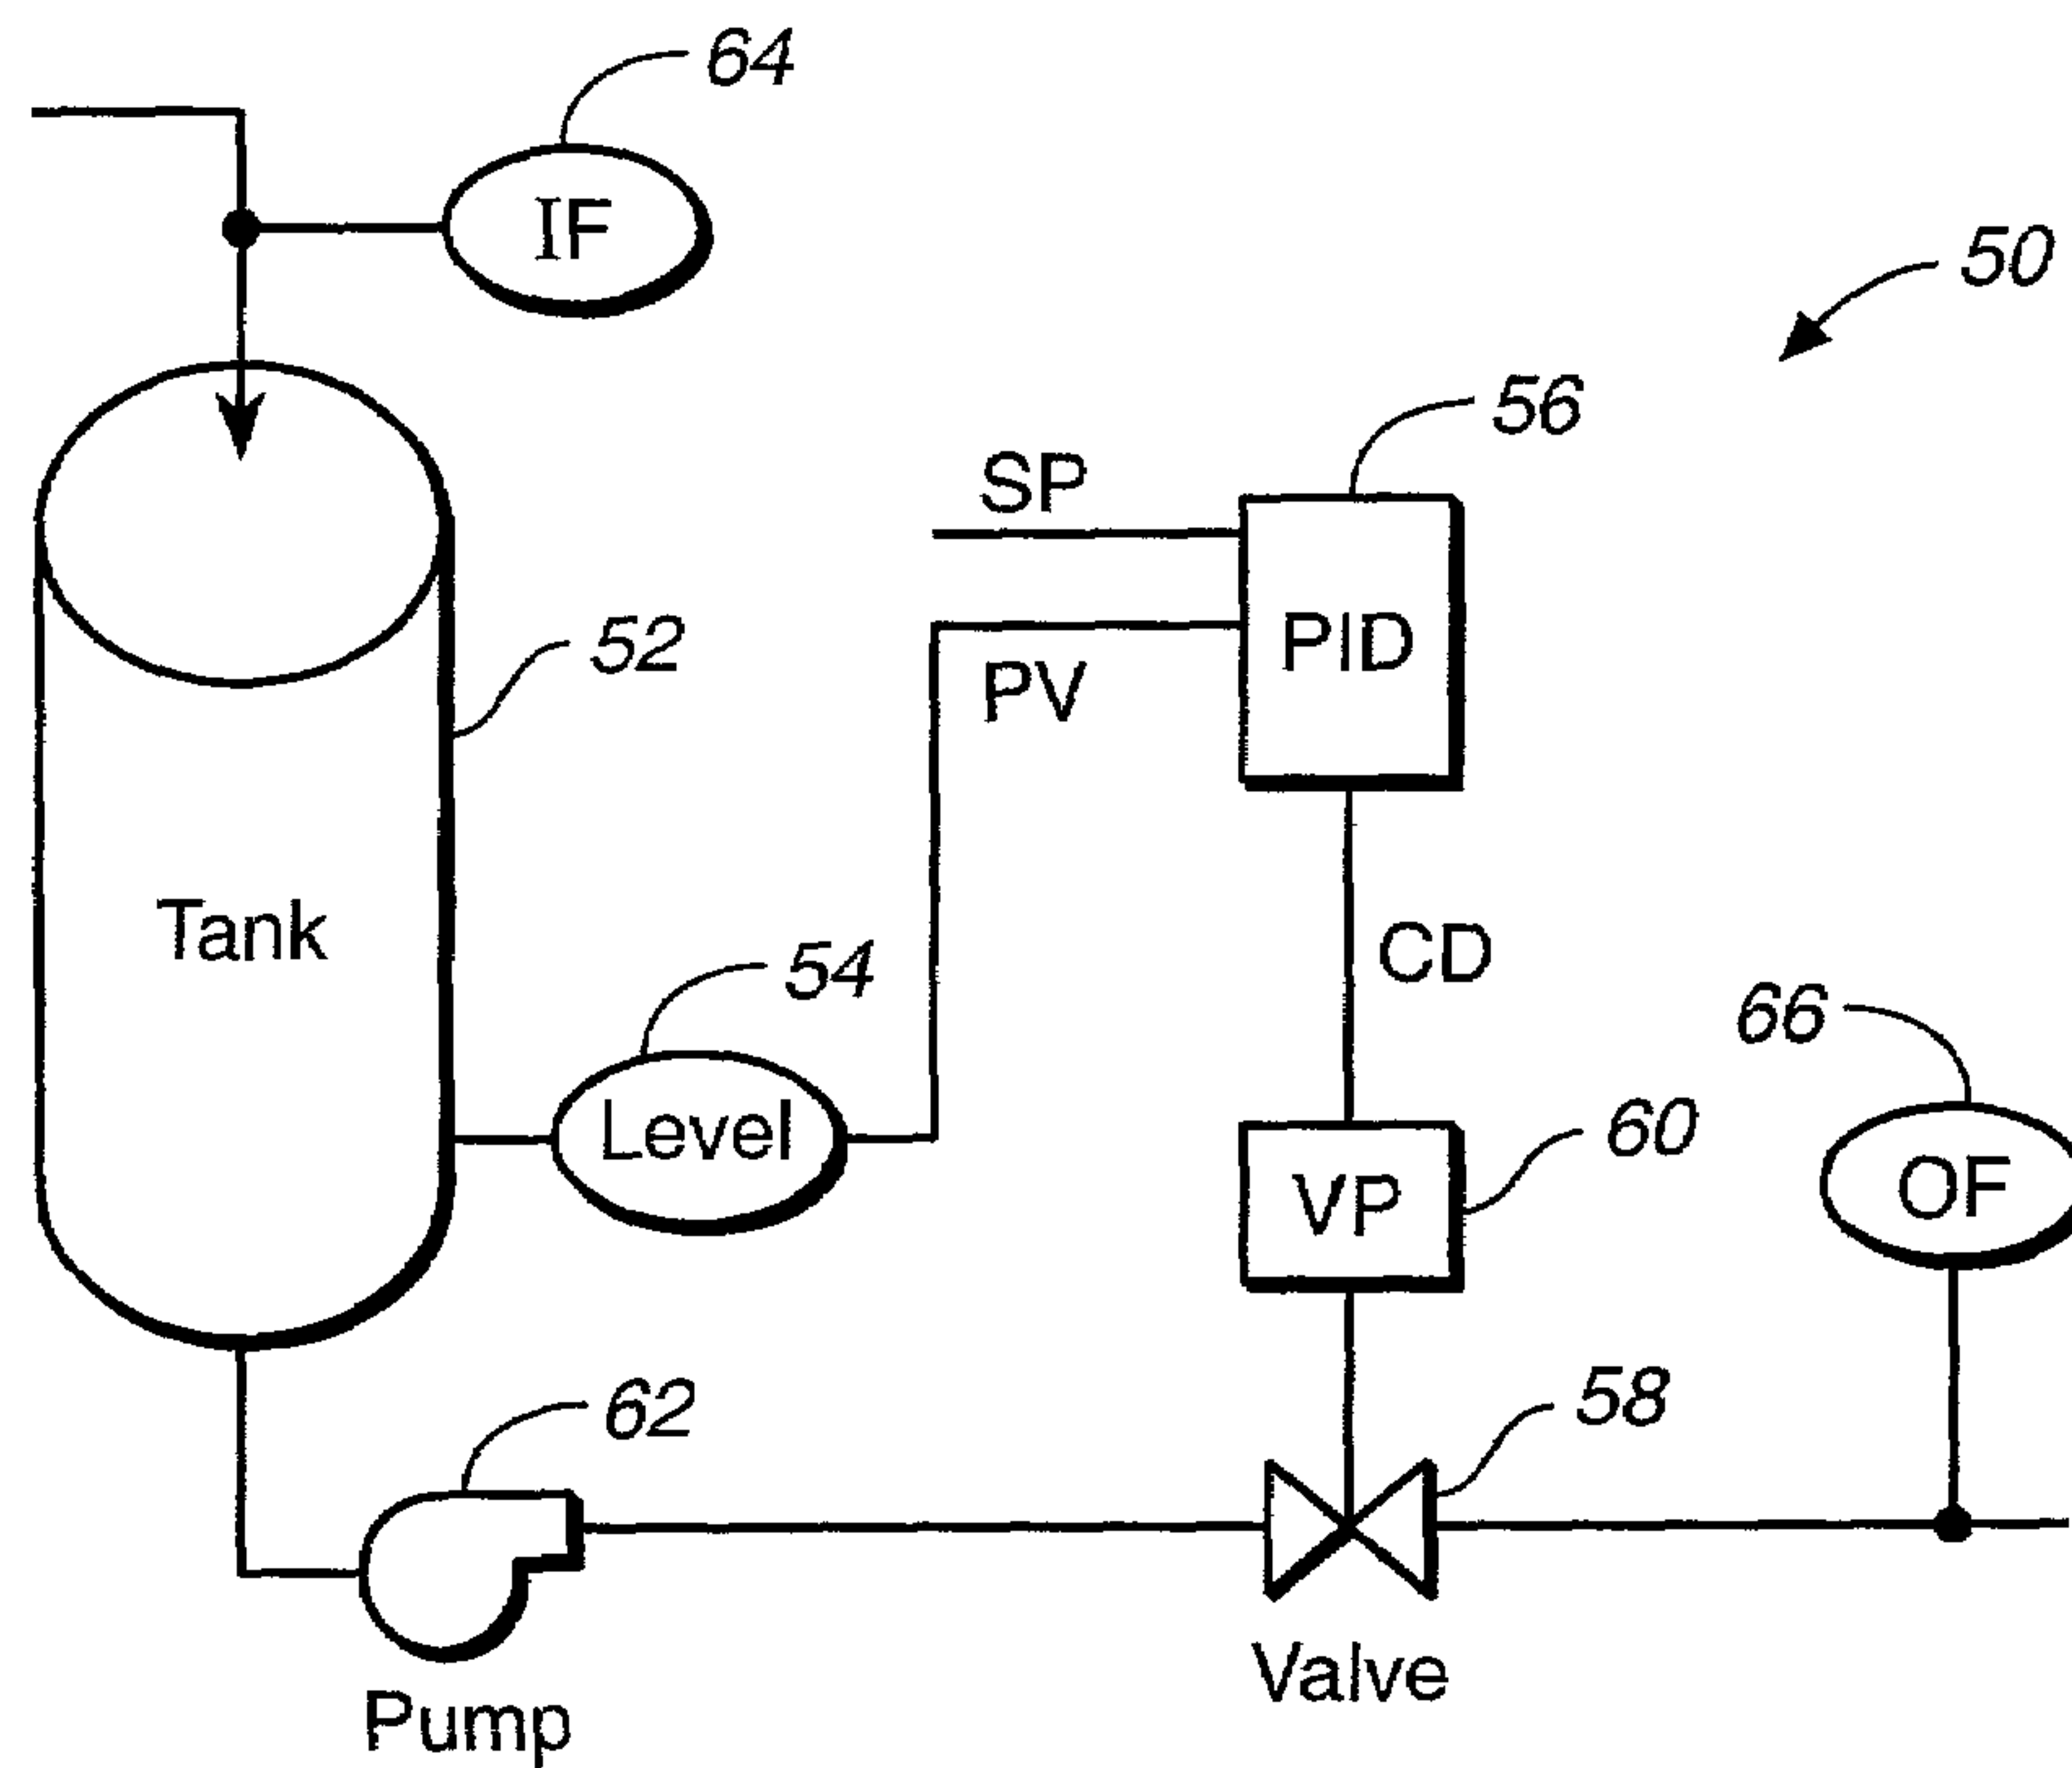 64
IF
50
56
SP
52
PID
PV
Tank
CD
54
66
Level
60
VP
OF
62
58
Valve
Pump